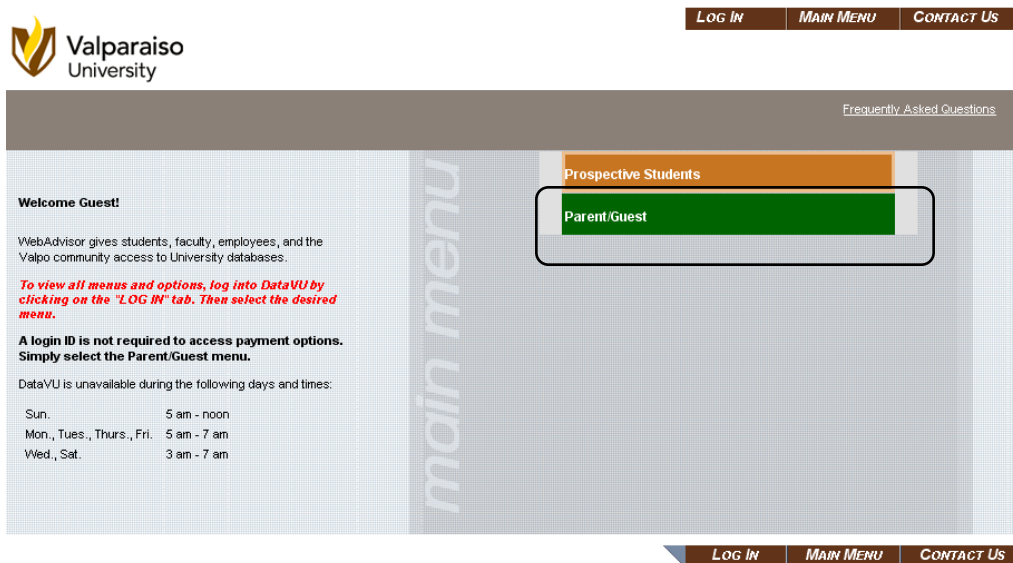 LOG IN MAIN MENU CONTACT US
Valparaiso
University
Frequently Asked Questions
main menu
Prospective Students
Parent/Guest
Welcome Guest!
WebAdvisor gives students, faculty, employees, and the
Valpo community access to University databases.
To view all menus and options, log into DataVU by
clicking on the "LOG IN" tab. Then select the desired
menu.
A login ID is not required to access payment options.
Simply select the Parent/Guest menu.
DataVU is unavailable during the following days and times:
Sun. 5 am - noon
Mon., Tues., Thurs., Fri. 5 am - 7 am
Wed., Sat. 3 am - 7 am
LOG IN MAIN MENU CONTACT US